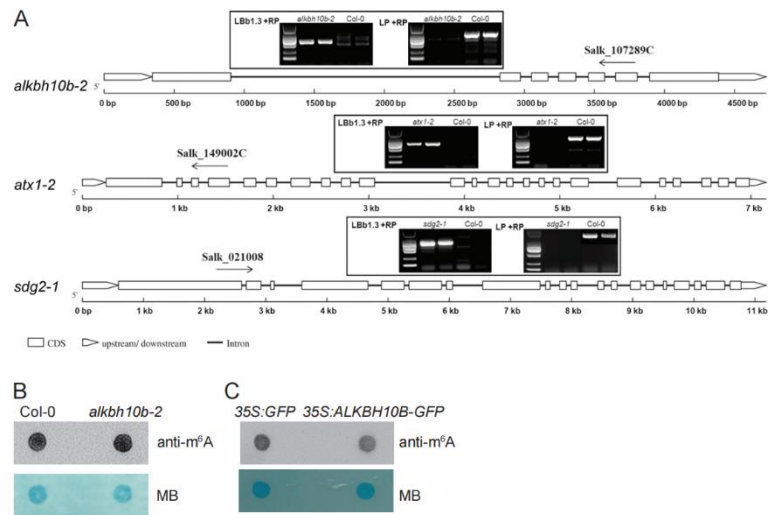 A
LBb1.3 +RP alkbh10b-2 Col-0 LP +RP alkbh10b-2 Col-0
Salk_107289C
alkbh10b-2
5′
0 bp 500 bp 1000 bp 1500 bp 2000 bp 2500 bp 3000 bp 3500 bp 4000 bp 4500 bp
LBb1.3 +RP atx1-2 Col-0 LP +RP atx1-2 Col-0
Salk_149002C
atx1-2
5′
0 bp 1 kb 2 kb 3 kb 4 kb 5 kb 6 kb 7 kb
LBb1.3 +RP sdg2-1 Col-0 LP +RP sdg2-1 Col-0
Salk_021008
sdg2-1
5′
0 bp 1 kb 2 kb 3 kb 4 kb 5 kb 6 kb 7 kb 8 kb 9 kb 10 kb 11 kb
CDS upstream/ downstream Intron
B
Col-0 alkbh10b-2
anti-m⁶A
MB
C
35S:GFP 35S:ALKBH10B-GFP
anti-m⁶A
MB